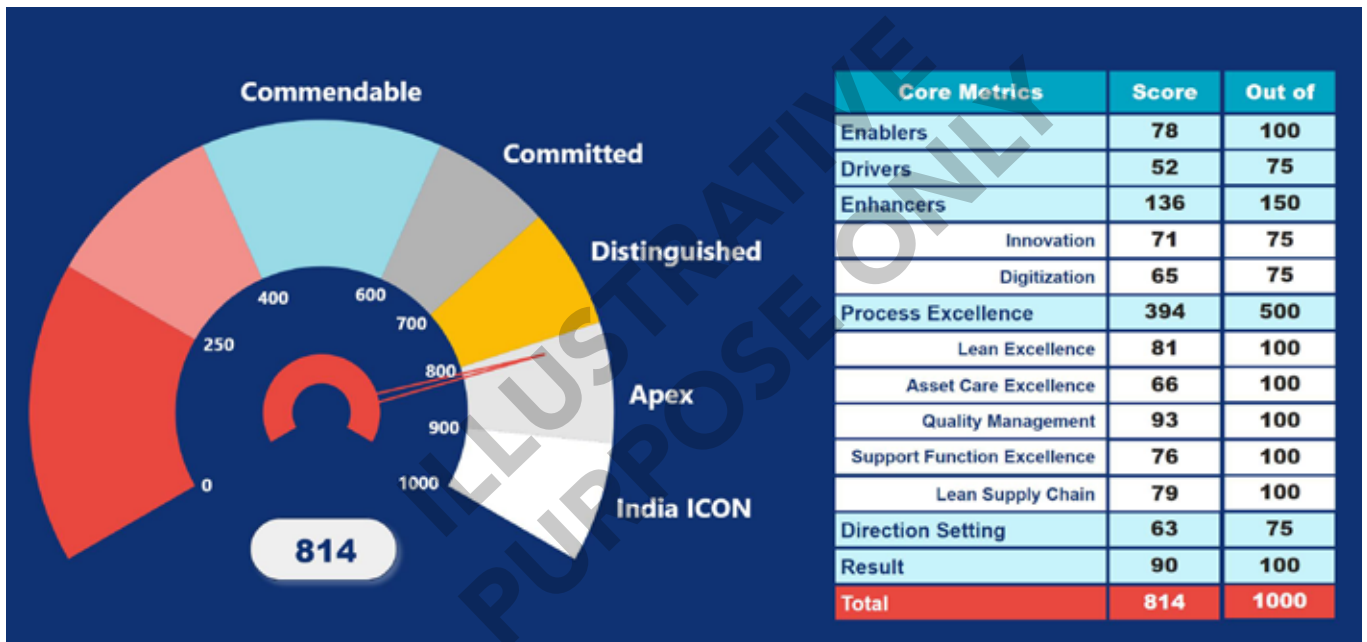 Commendable
Committed
Distinguished
Apex
India ICON
0
250
400
600
700
800
900
1000
814
Core Metrics Score Out of
Enablers 78 100
Drivers 52 75
Enhancers 136 150
Innovation 71 75
Digitization 65 75
Process Excellence 394 500
Lean Excellence 81 100
Asset Care Excellence 66 100
Quality Management 93 100
Support Function Excellence 76 100
Lean Supply Chain 79 100
Direction Setting 63 75
Result 90 100
Total 814 1000
ILLUSTRATIVE
PURPOSE ONLY